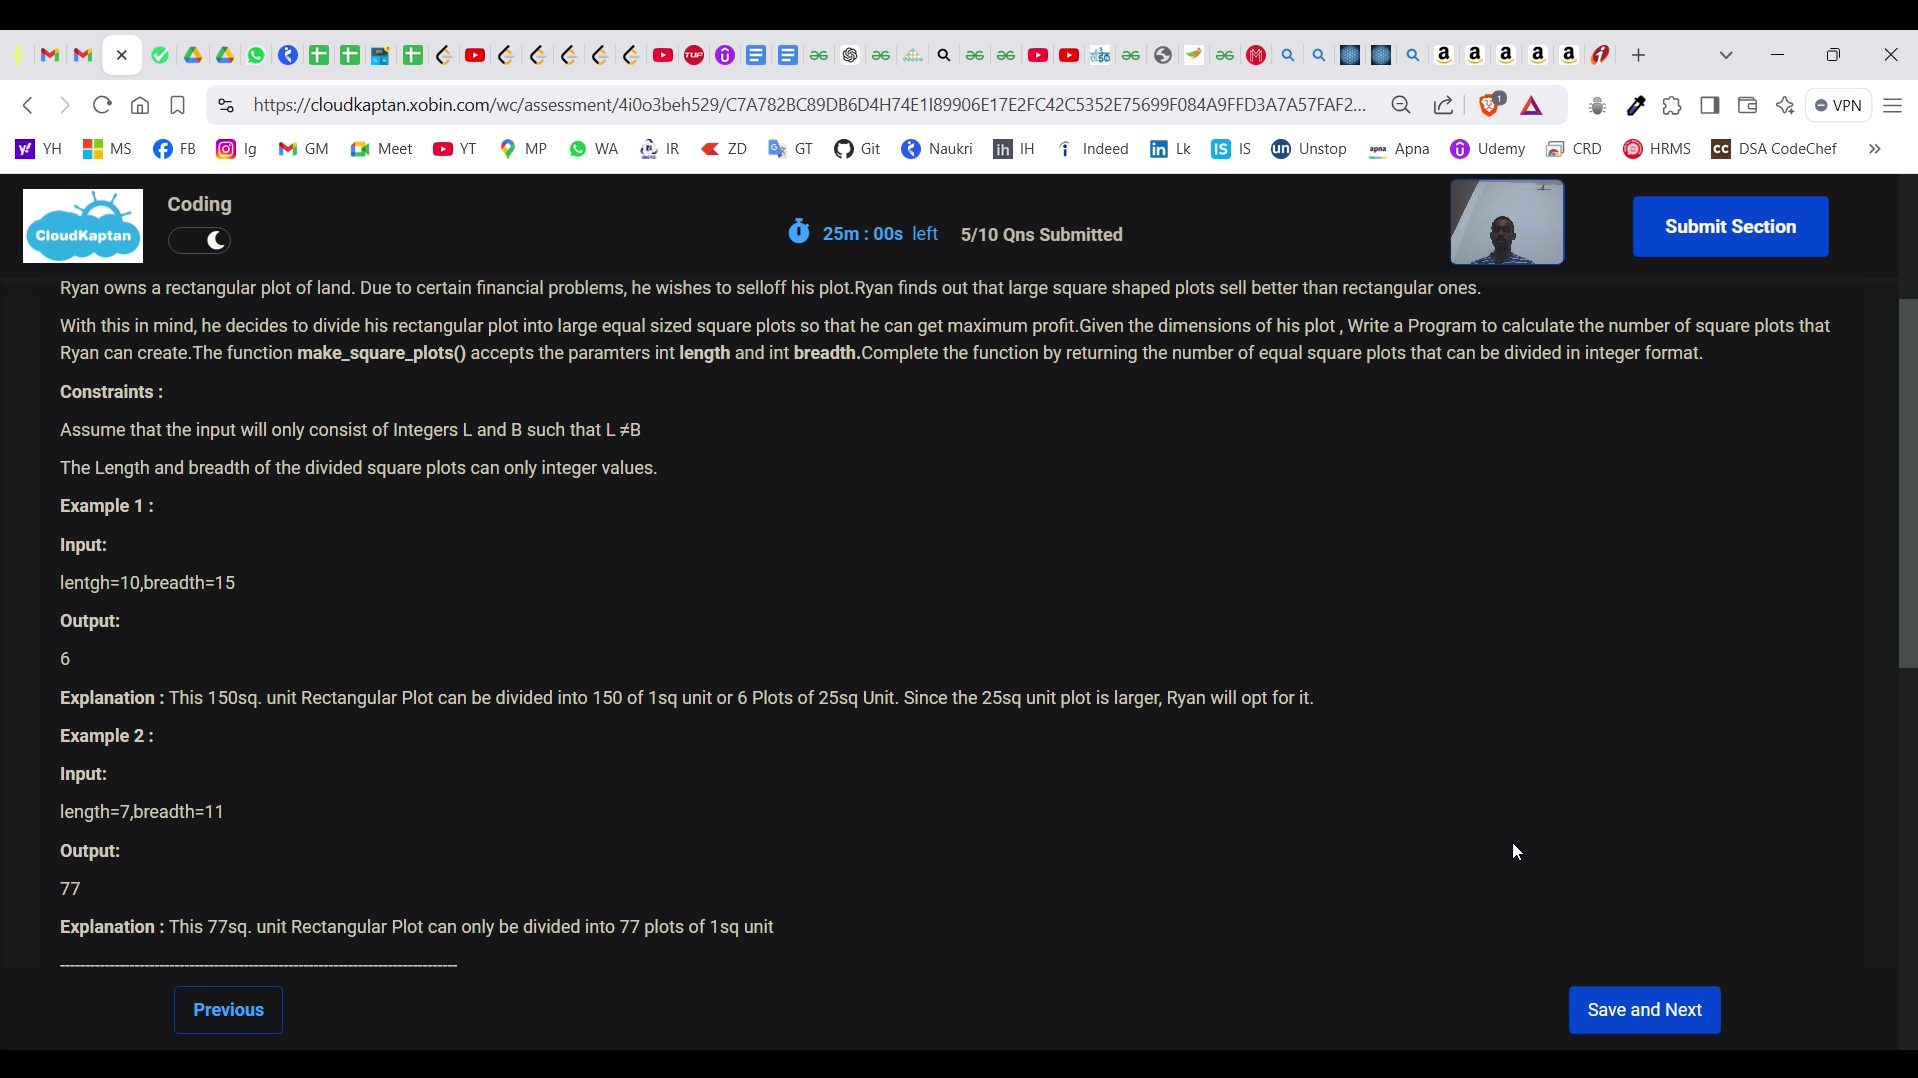 https://cloudkaptan.xobin.com/wc/assessment/4i0o3beh529/C7A782BC89DB6D4H74E1I89906E17E2FC42C5352E75699F084A9FFD3A7A57FAF2...
VPN
YH MS FB Ig GM Meet YT MP WA IR ZD GT Git Naukri IH Indeed Lk IS Unstop Apna Udemy CRD HRMS DSA CodeChef
CloudKaptan
Coding
25m : 00s left 5/10 Qns Submitted
Submit Section
Ryan owns a rectangular plot of land. Due to certain financial problems, he wishes to selloff his plot.Ryan finds out that large square shaped plots sell better than rectangular ones.
With this in mind, he decides to divide his rectangular plot into large equal sized square plots so that he can get maximum profit.Given the dimensions of his plot , Write a Program to calculate the number of square plots that
Ryan can create.The function make_square_plots() accepts the paramters int length and int breadth.Complete the function by returning the number of equal square plots that can be divided in integer format.
Constraints :
Assume that the input will only consist of Integers L and B such that L ≠B
The Length and breadth of the divided square plots can only integer values.
Example 1 :
Input:
lentgh=10,breadth=15
Output:
6
Explanation : This 150sq. unit Rectangular Plot can be divided into 150 of 1sq unit or 6 Plots of 25sq Unit. Since the 25sq unit plot is larger, Ryan will opt for it.
Example 2 :
Input:
length=7,breadth=11
Output:
77
Explanation : This 77sq. unit Rectangular Plot can only be divided into 77 plots of 1sq unit
Previous
Save and Next